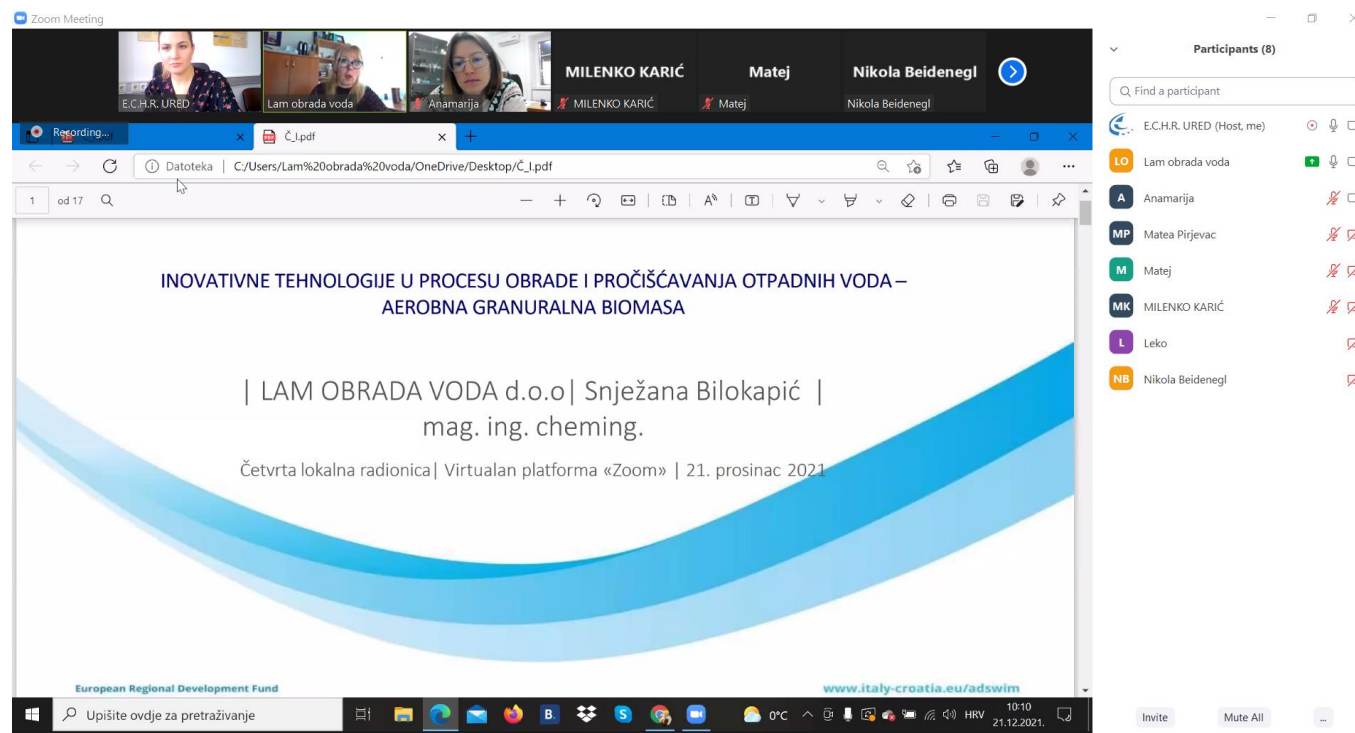 Zoom Meeting
E.C.H.R. URED
Lam obrada voda
Anamarija
MILENKO KARIĆ
MILENKO KARIĆ
Matej
Matej
Nikola Beidenegl
Nikola Beidenegl
Recording...
Č_I.pdf
Datoteka
C:/Users/Lam%20obrada%20voda/OneDrive/Desktop/Č_I.pdf
1 od 17
INOVATIVNE TEHNOLOGIJE U PROCESU OBRADE I PROČIŠĆAVANJA OTPADNIH VODA –
AEROBNA GRANURALNA BIOMASA
| LAM OBRADA VODA d.o.o| Snježana Bilokapić |
mag. ing. cheming.
Četvrta lokalna radionica| Virtualan platforma «Zoom» | 21. prosinac 2021
European Regional Development Fund
www.italy-croatia.eu/adswim
Upišite ovdje za pretraživanje
B.
0°C
HRV
10:10
21.12.2021.
Participants (8)
Find a participant
E.C.H.R. URED (Host, me)
LO Lam obrada voda
A Anamarija
MP Matea Pirjevac
M Matej
MK MILENKO KARIĆ
L Leko
NB Nikola Beidenegl
Invite
Mute All
...